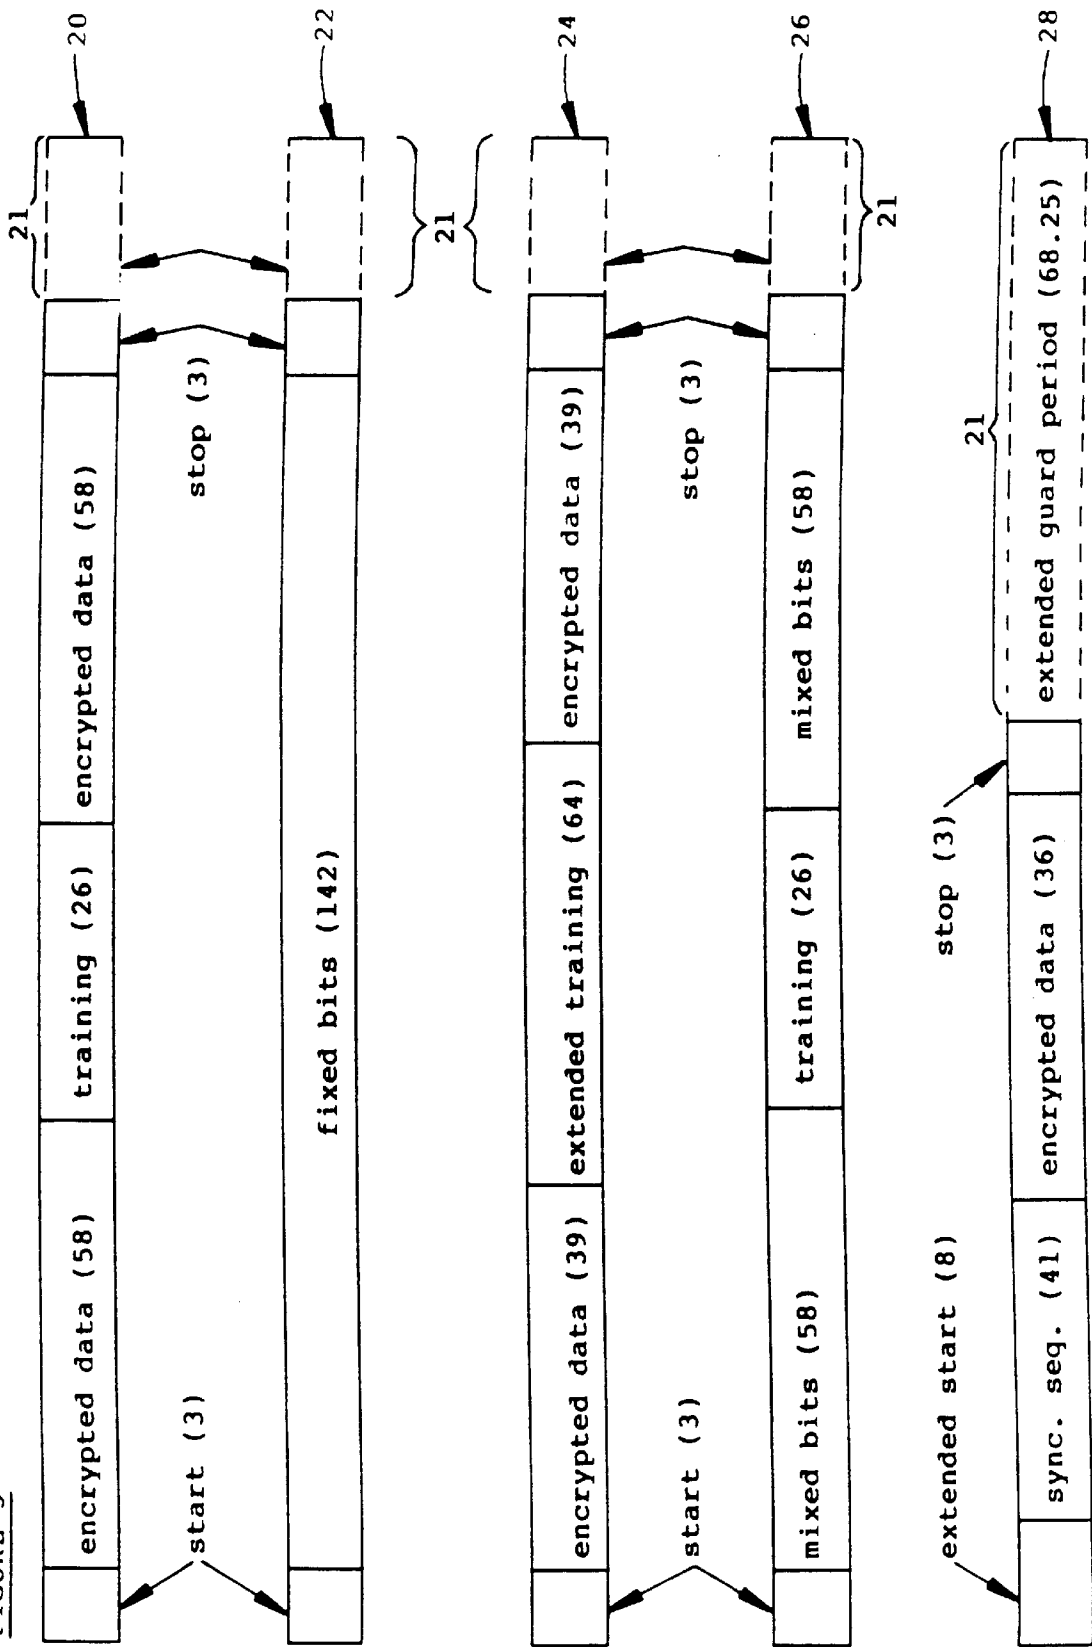 21
20
encrypted data (58)
training (26)
encrypted data (58)
start (3)
stop (3)
22
fixed bits (142)
21
24
encrypted data (39)
extended training (64)
encrypted data (39)
start (3)
stop (3)
26
mixed bits (58)
training (26)
mixed bits (58)
21
extended start (8)
stop (3)
21
28
sync. seq. (41)
encrypted data (36)
extended guard period (68.25)